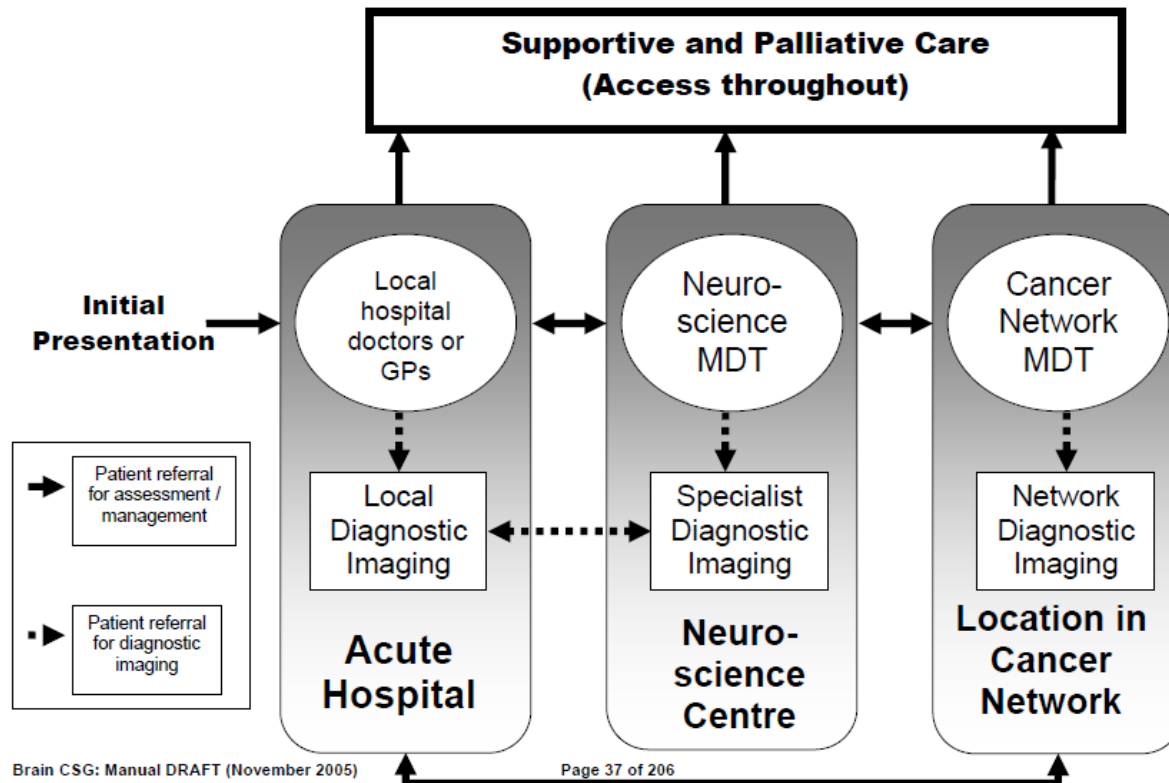 Supportive and Palliative Care
(Access throughout)
Initial
Presentation
Local
hospital
doctors or
GPs
Neuro-
science
MDT
Cancer
Network
MDT
Patient referral
for assessment /
management
Patient referral
for diagnostic
imaging
Local
Diagnostic
Imaging
Specialist
Diagnostic
Imaging
Network
Diagnostic
Imaging
Acute
Hospital
Neuro-
science
Centre
Location in
Cancer
Network
Brain CSG: Manual DRAFT (November 2005)
Page 37 of 206